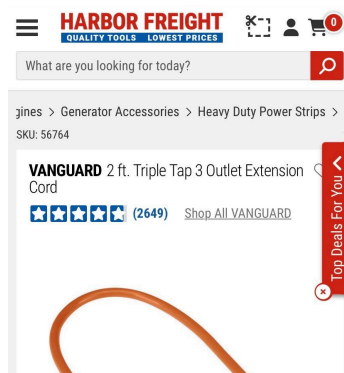 HARBOR FREIGHT
QUALITY TOOLS LOWEST PRICES
0
What are you looking for today?
gines > Generator Accessories > Heavy Duty Power Strips >
SKU: 56764
VANGUARD 2 ft. Triple Tap 3 Outlet Extension
Cord
(2649) Shop All VANGUARD
Top Deals For You